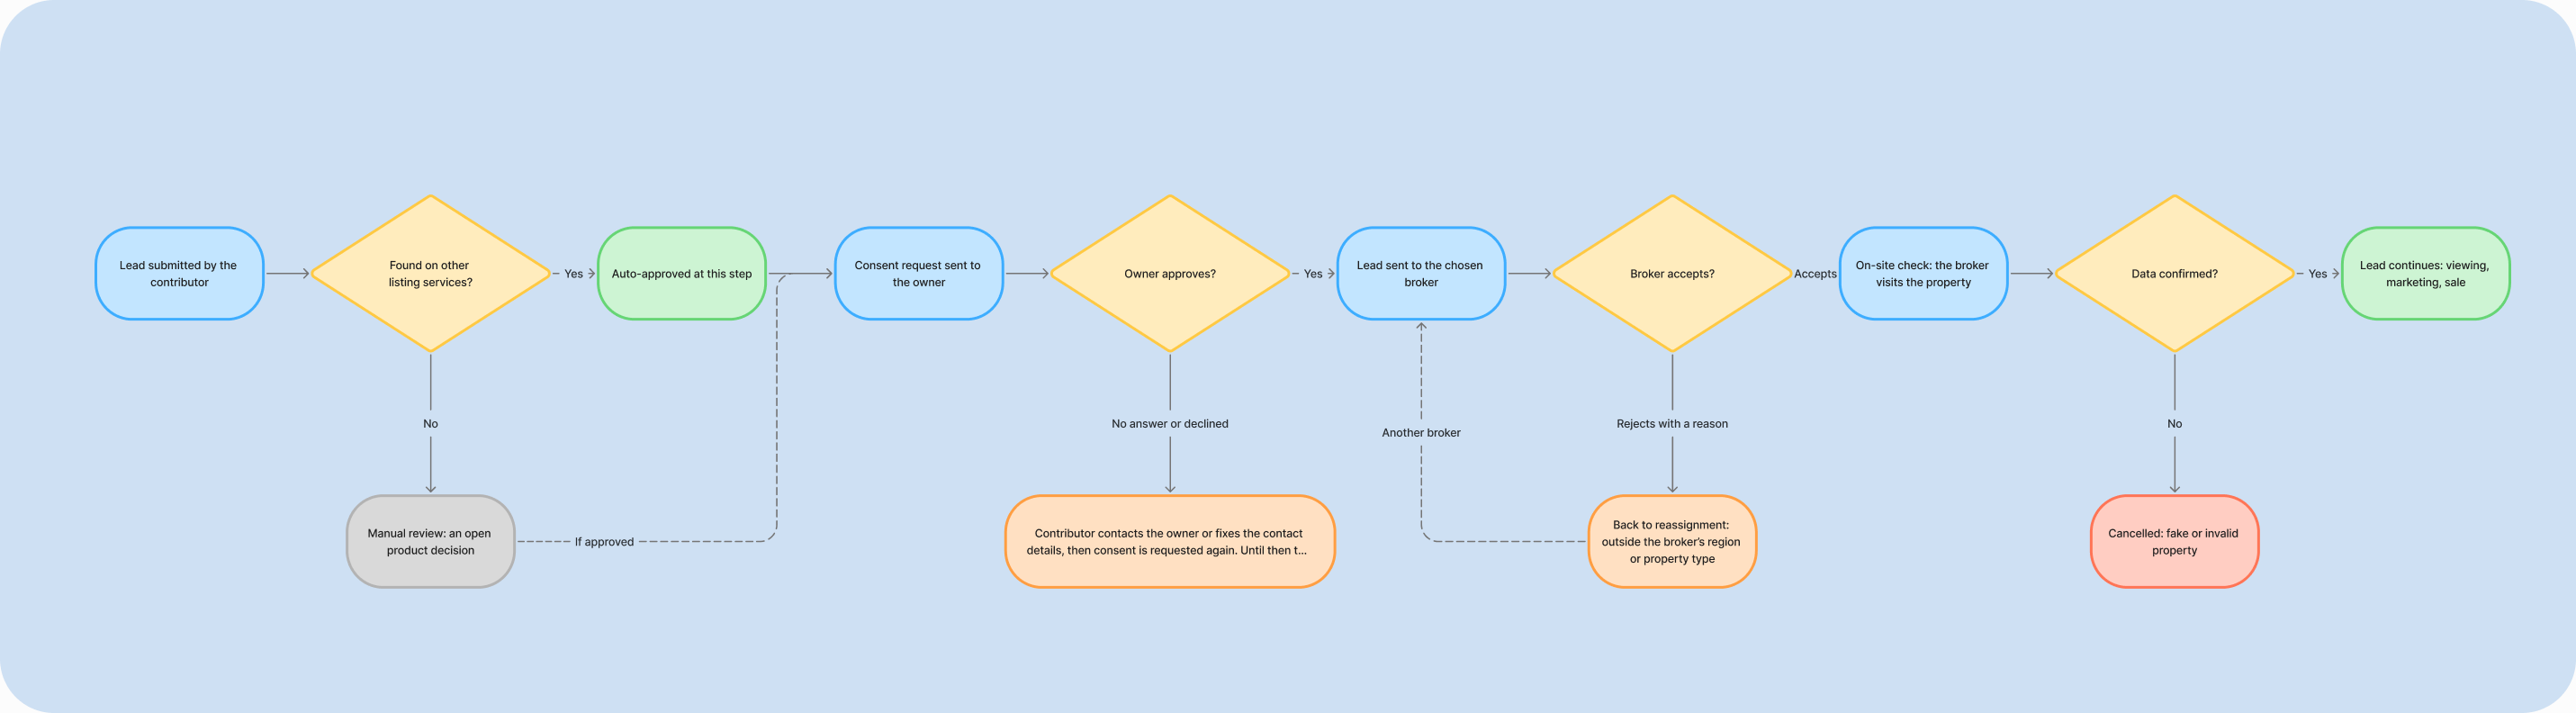 Lead submitted by the
contributor
Found on other
listing services?
Yes
Auto-approved at this step
Consent request sent to
the owner
Owner approves?
Yes
Lead sent to the chosen
broker
Broker accepts?
Accepts
On-site check: the broker
visits the property
Data confirmed?
Yes
Lead continues: viewing,
marketing, sale
No
No answer or declined
Another broker
Rejects with a reason
No
Manual review: an open
product decision
If approved
Contributor contacts the owner or fixes the contact
details, then consent is requested again. Until then t...
Back to reassignment:
outside the broker's region
or property type
Cancelled: fake or invalid
property